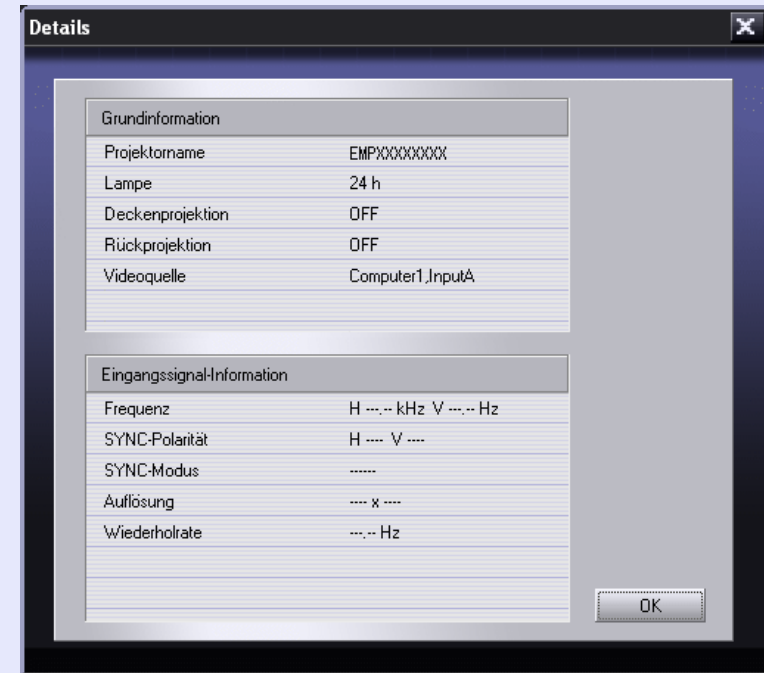 Details
Grundinformation
Projektorname EMPXXXXXXXX
Lampe 24 h
Deckenprojektion OFF
Rückprojektion OFF
Videoquelle Computer1,InputA
Eingangssignal-Information
Frequenz H ---.-- kHz V ---.-- Hz
SYNC-Polarität H ---- V ----
SYNC-Modus ------
Auflösung ---- x ----
Wiederholrate ---.-- Hz
OK